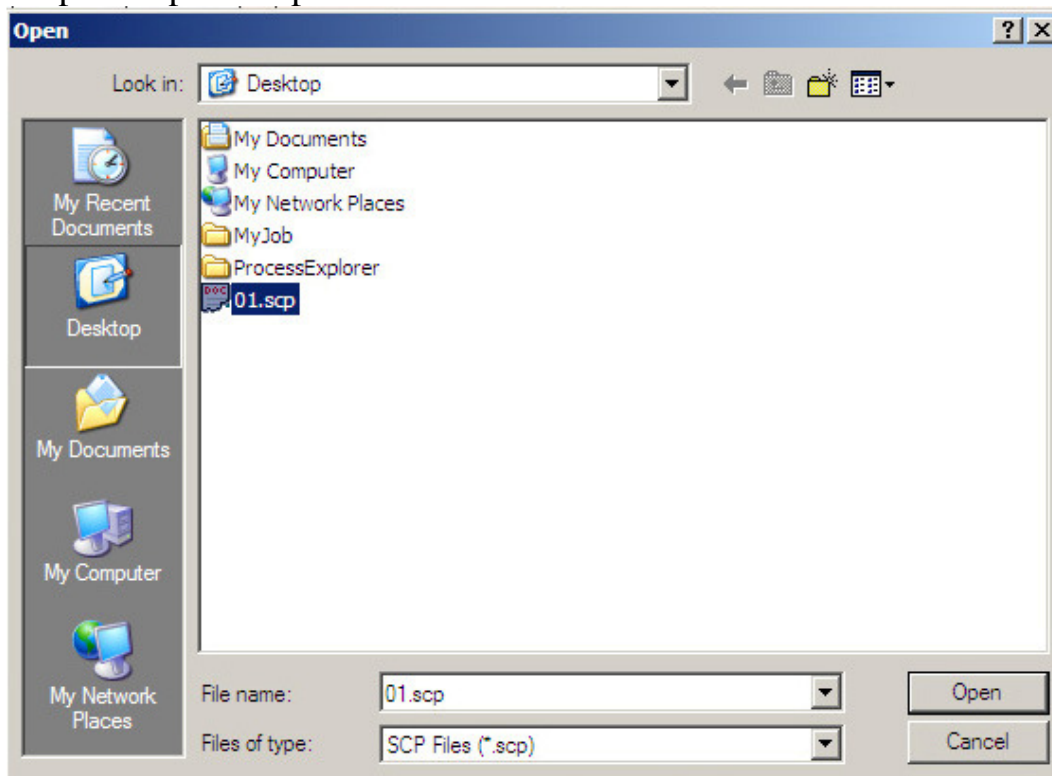 Open
Look in:
Desktop
My Recent
Documents
Desktop
My Documents
My Computer
My Network
Places
My Documents
My Computer
My Network Places
MyJob
ProcessExplorer
DOC
01.scp
File name:
01.scp
Open
Files of type:
SCP Files (*.scp)
Cancel